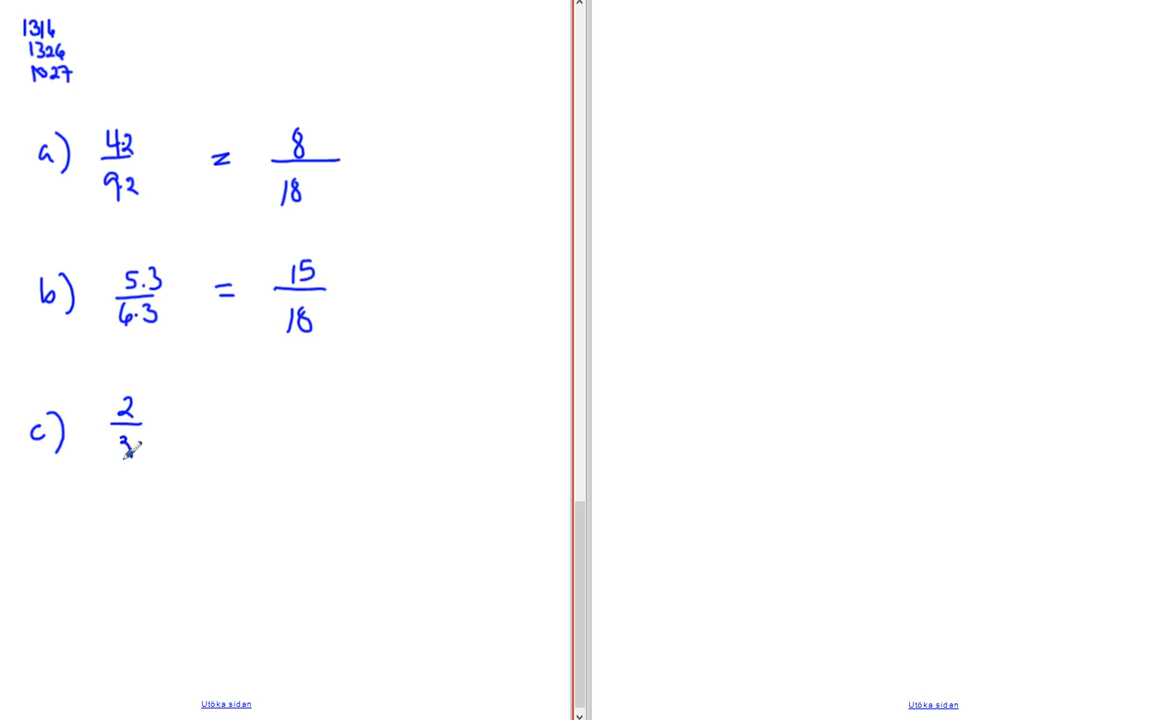 1316
1326
1027
a) 4·2/9·2 = 8/18
b) 5·3/6·3 = 15/18
c) 2/3
Utöka sidan
Utöka sidan